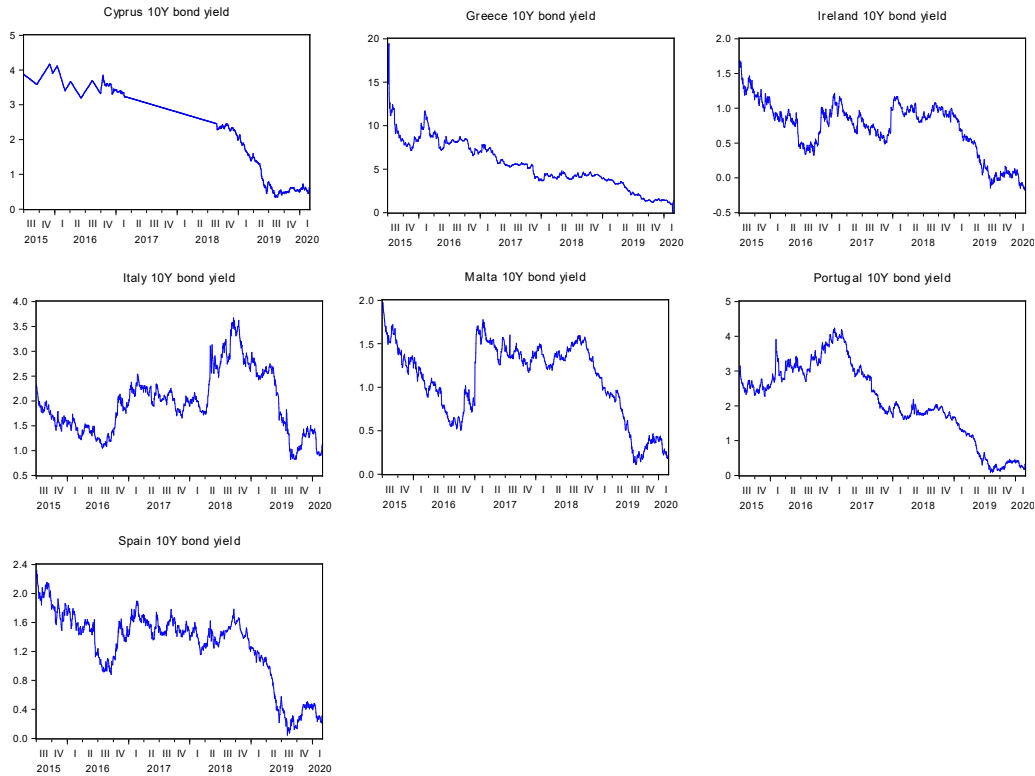 Cyprus 10Y bond yield
5
4
3
2
1
0
III IV I II III IV I II III IV I II III IV I II III IV I
2015 2016 2017 2018 2019 2020
Greece 10Y bond yield
20
15
10
5
0
III IV I II III IV I II III IV I II III IV I II III IV I
2015 2016 2017 2018 2019 2020
Ireland 10Y bond yield
2.0
1.5
1.0
0.5
0.0
-0.5
III IV I II III IV I II III IV I II III IV I II III IV I
2015 2016 2017 2018 2019 2020
Italy 10Y bond yield
4.0
3.5
3.0
2.5
2.0
1.5
1.0
0.5
III IV I II III IV I II III IV I II III IV I II III IV I
2015 2016 2017 2018 2019 2020
Malta 10Y bond yield
2.0
1.5
1.0
0.5
0.0
III IV I II III IV I II III IV I II III IV I II III IV I
2015 2016 2017 2018 2019 2020
Portugal 10Y bond yield
5
4
3
2
1
0
III IV I II III IV I II III IV I II III IV I II III IV I
2015 2016 2017 2018 2019 2020
Spain 10Y bond yield
2.4
2.0
1.6
1.2
0.8
0.4
0.0
III IV I II III IV I II III IV I II III IV I II III IV I
2015 2016 2017 2018 2019 2020